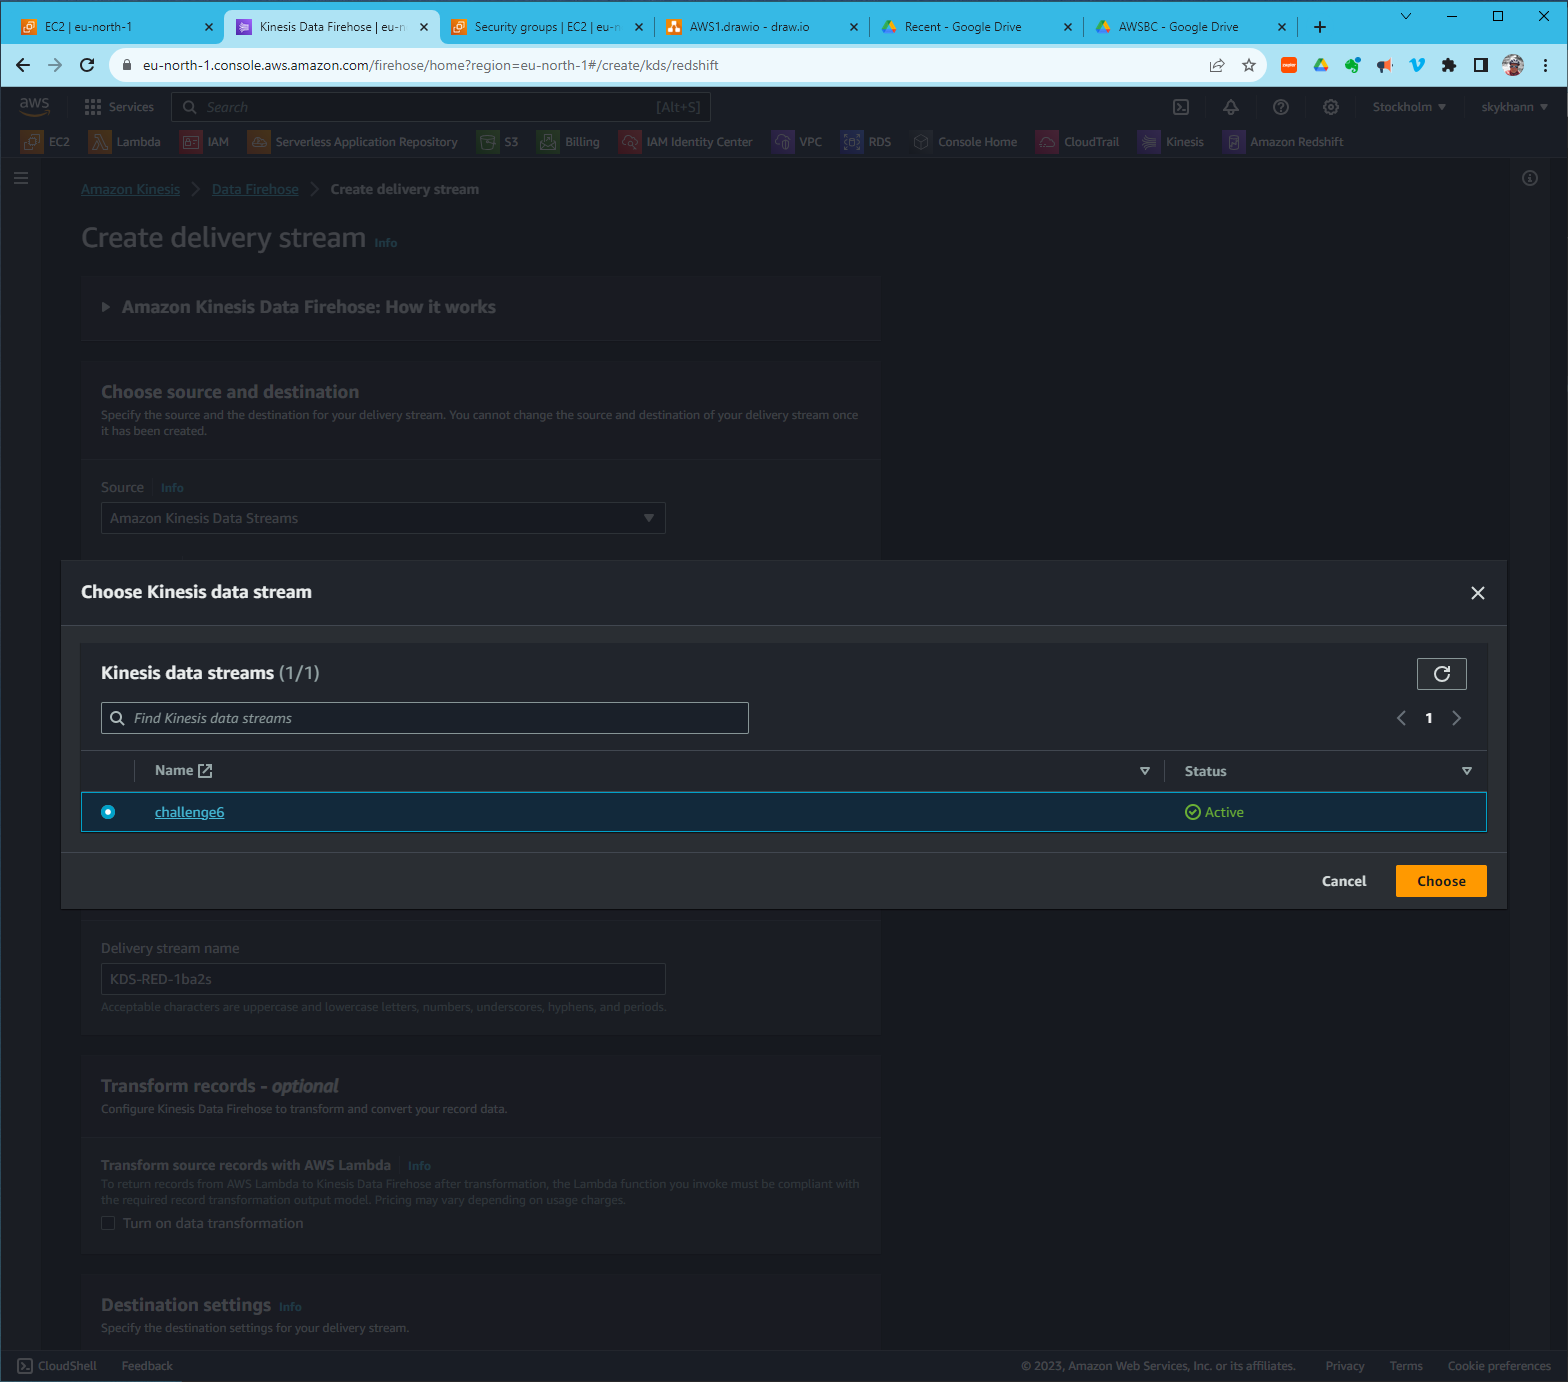 EC2 | eu-north-1
Kinesis Data Firehose | eu-n
Security groups | EC2 | eu-n
AWS1.drawio - draw.io
Recent - Google Drive
AWSBC - Google Drive
eu-north-1.console.aws.amazon.com/firehose/home?region=eu-north-1#/create/kds/redshift
aws
Services
Search
[Alt+S]
Stockholm
skykhann
EC2
Lambda
IAM
Serverless Application Repository
S3
Billing
IAM Identity Center
VPC
RDS
Console Home
CloudTrail
Kinesis
Amazon Redshift
Amazon Kinesis
Data Firehose
Create delivery stream
Create delivery stream Info
Amazon Kinesis Data Firehose: How it works
Choose source and destination
Specify the source and the destination for your delivery stream. You cannot change the source and destination of your delivery stream once
it has been created.
Source Info
Amazon Kinesis Data Streams
Choose Kinesis data stream
Kinesis data streams (1/1)
Find Kinesis data streams
1
Name
Status
challenge6
Active
Cancel
Choose
Delivery stream name
KDS-RED-1ba2s
Acceptable characters are uppercase and lowercase letters, numbers, underscores, hyphens, and periods.
Transform records - optional
Configure Kinesis Data Firehose to transform and convert your record data.
Transform source records with AWS Lambda Info
To return records from AWS Lambda to Kinesis Data Firehose after transformation, the Lambda function you invoke must be compliant with
the required record transformation output model. Pricing may vary depending on usage charges.
Turn on data transformation
Destination settings Info
Specify the destination settings for your delivery stream.
CloudShell
Feedback
© 2023, Amazon Web Services, Inc. or its affiliates.
Privacy
Terms
Cookie preferences